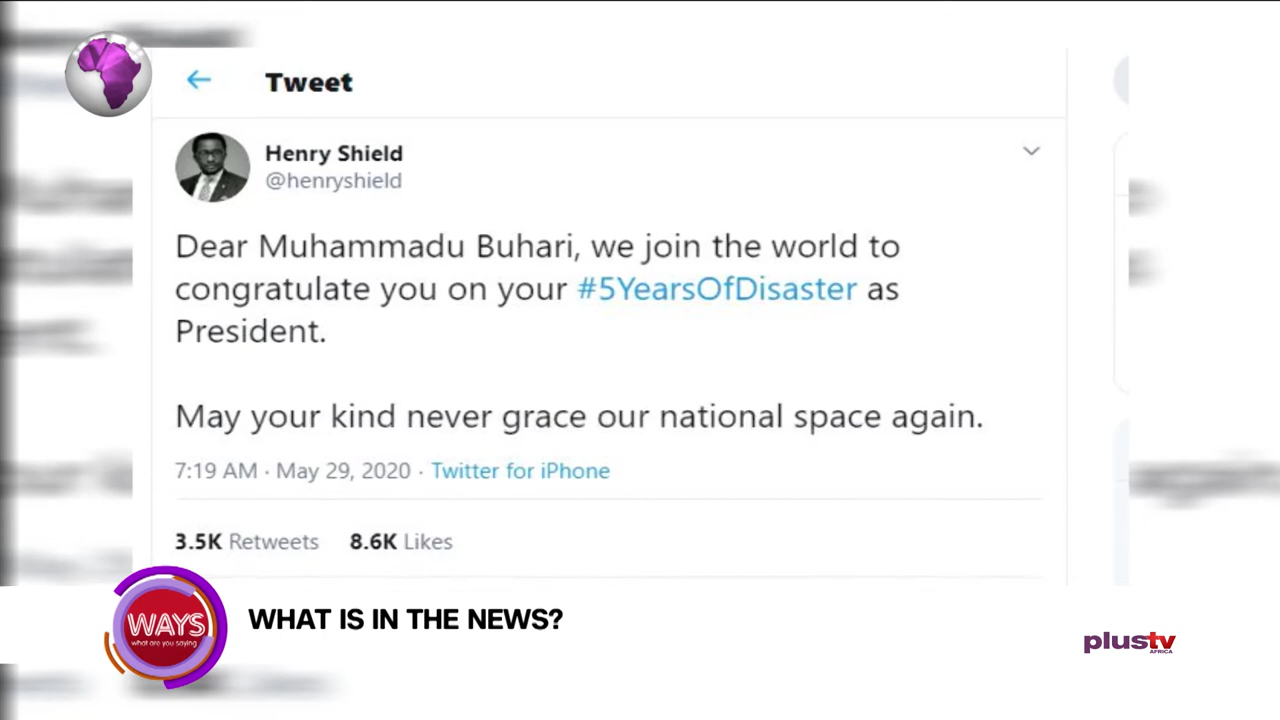 Tweet
Henry Shield
@henryshield
Dear Muhammadu Buhari, we join the world to
congratulate you on your #5YearsOfDisaster as
President.
May your kind never grace our national space again.
7:19 AM · May 29, 2020 · Twitter for iPhone
3.5K Retweets 8.6K Likes
WAYS
what are you saying
WHAT IS IN THE NEWS?
plustv
AFRICA